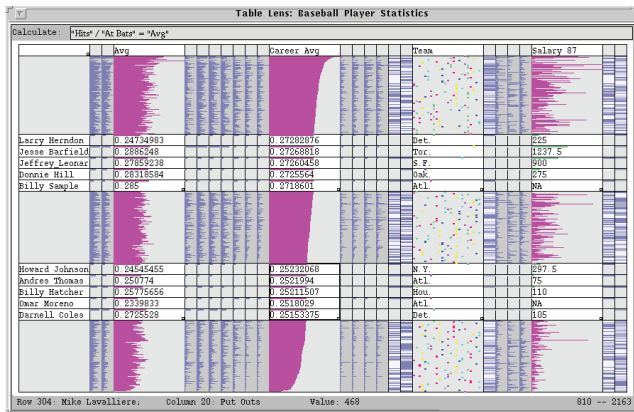 Table Lens: Baseball Player Statistics
Calculate: "Hits" / "At Bats" = "Avg"
Avg Career Avg Team Salary 87
Larry Herndon 0.24734983 0.27282876 Det. 225
Jesse Barfield 0.2886248 0.27268818 Tor. 1237.5
Jeffrey Leonar 0.27859238 0.27260458 S.F. 900
Donnie Hill 0.28318584 0.2725564 Oak. 275
Billy Sample 0.285 0.2718601 Atl. NA
Howard Johnson 0.24545455 0.25232068 N.Y. 297.5
Andres Thomas 0.250774 0.2521994 Atl. 75
Billy Hatcher 0.25775656 0.25211507 Hou. 110
Omar Moreno 0.2339833 0.2518029 Atl. NA
Darnell Coles 0.2725528 0.25153375 Det. 105
Row 304: Mike Lavalliere; Column 20: Put Outs Value: 468 810 -- 2163